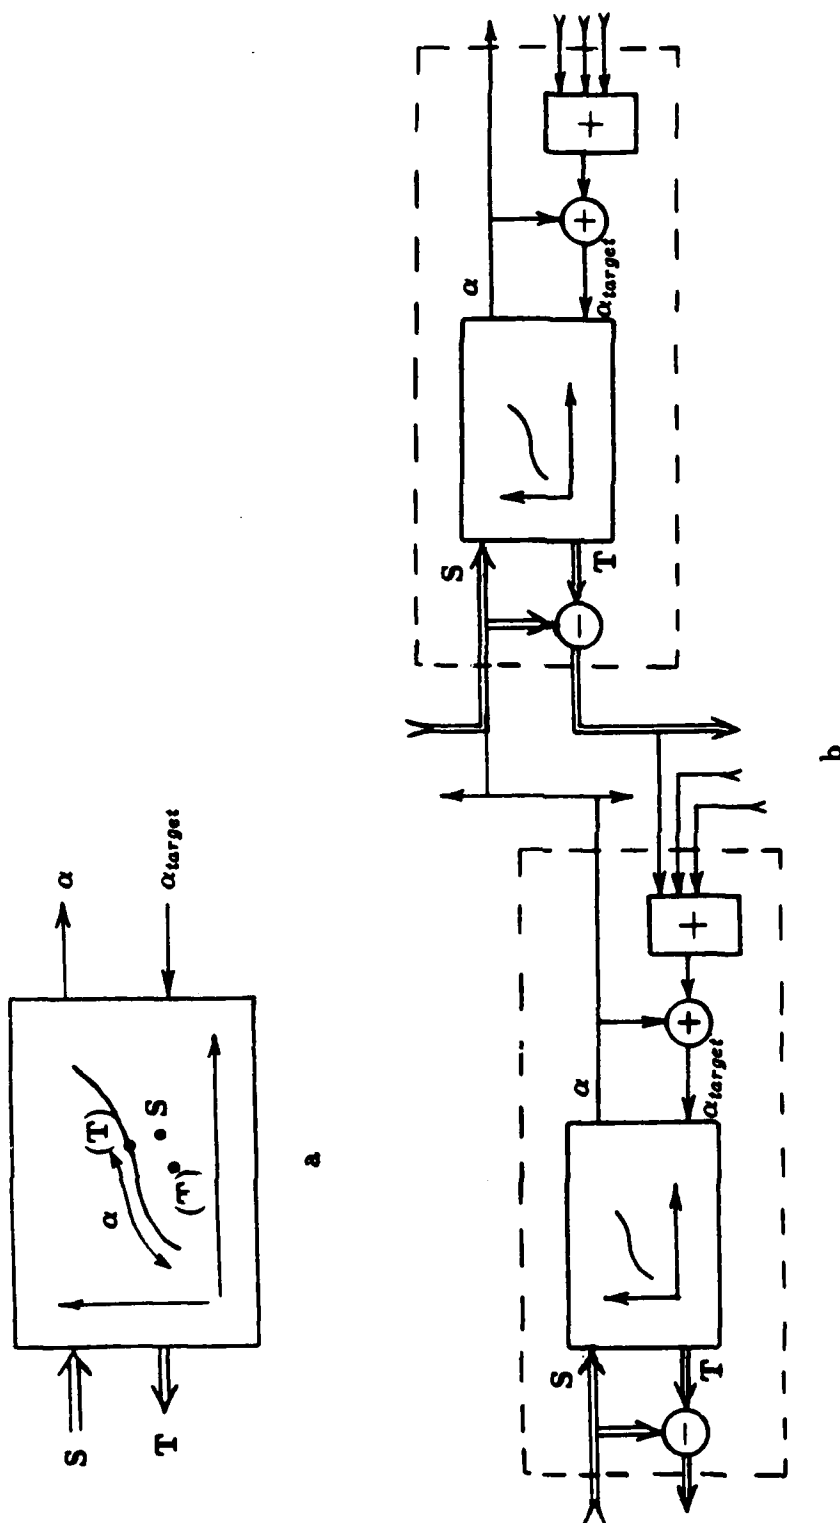 S
T
α
(T)
(T)
S
α
α_target
a
S
T
−
α
α_target
+
+
S
T
−
α
α_target
+
+
b